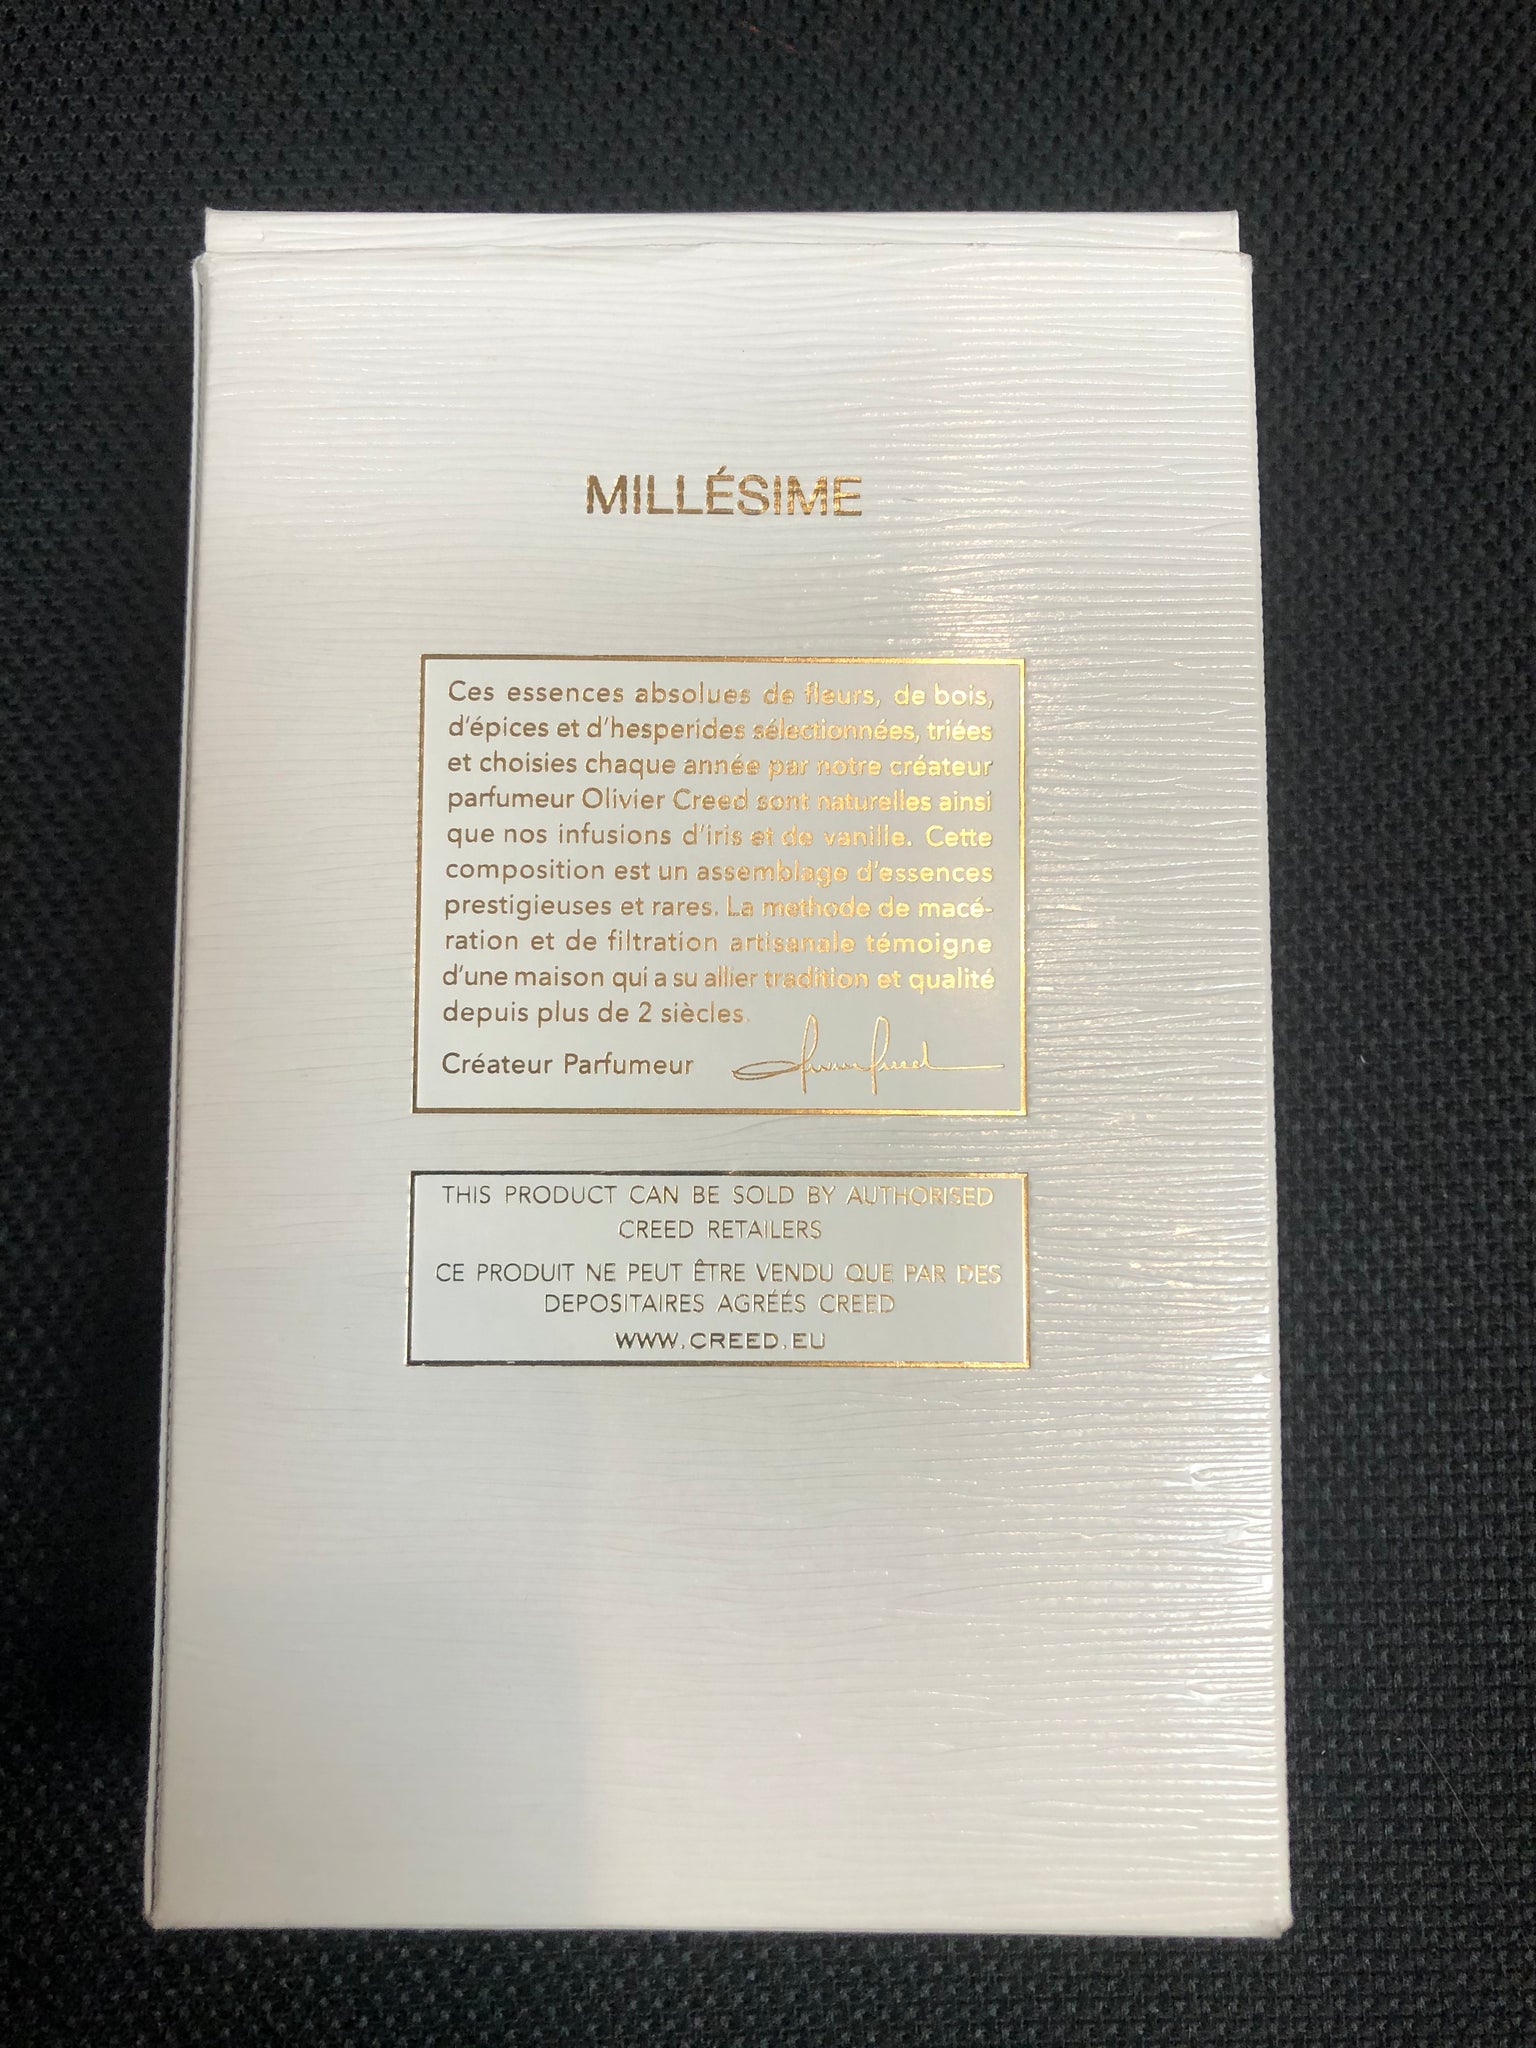 MILLÉSIME
Ces essences absolues de fleurs, de bois,
d'épices et d'hesperides sélectionnées, triées
et choisies chaque année par notre créateur
parfumeur Olivier Creed sont naturelles ainsi
que nos infusions d'iris et de vanille. Cette
composition est un assemblage d'essences
prestigieuses et rares. La methode de macé-
ration et de filtration artisanale témoigne
d'une maison qui a su allier tradition et qualité
depuis plus de 2 siècles.
Créateur Parfumeur
THIS PRODUCT CAN BE SOLD BY AUTHORISED
CREED RETAILERS
CE PRODUIT NE PEUT ÊTRE VENDU QUE PAR DES
DEPOSITAIRES AGRÉÉS CREED
WWW.CREED.EU